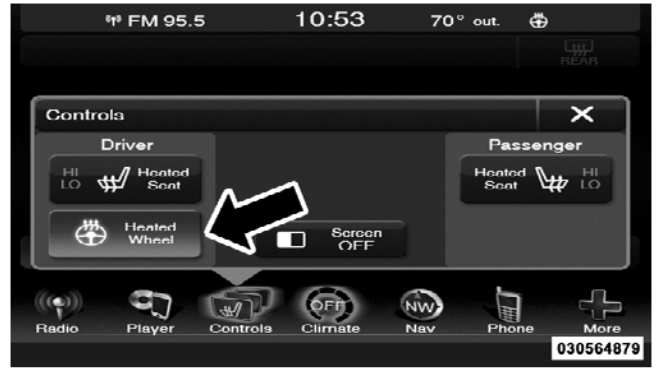 FM 95.5 10:53 70° out.
REAR
Controls
Driver Passenger
HI
LO
Heated
Seat
Heated
Seat
HI
LO
Heated
Wheel
Screen
OFF
OFF
NW
Radio Player Controls Climate Nav Phone More
030564879